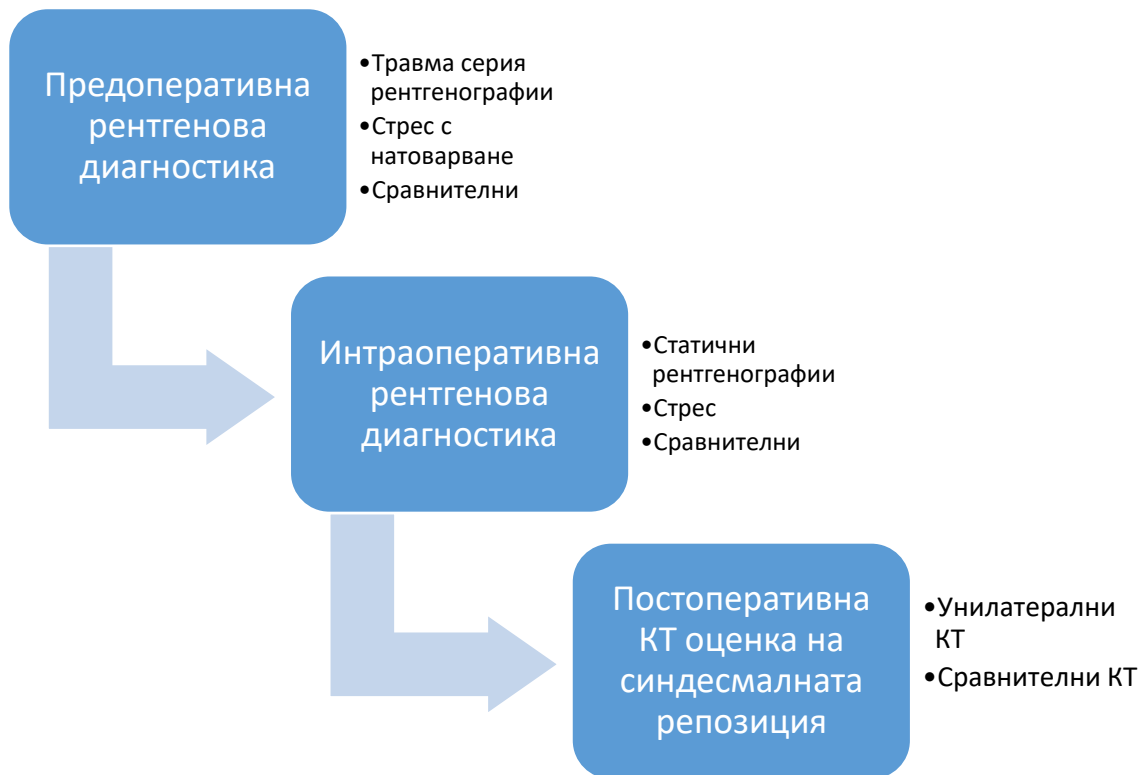 Предоперативна
рентгенова
диагностика
•Травма серия
рентгенографии
•Стрес с
натоварване
•Сравнителни
Интраоперативна
рентгенова
диагностика
•Статични
рентгенографии
•Стрес
•Сравнителни
Постоперативна
КТ оценка на
синдесмалната
репозиция
•Унилатерални
КТ
•Сравнителни КТ